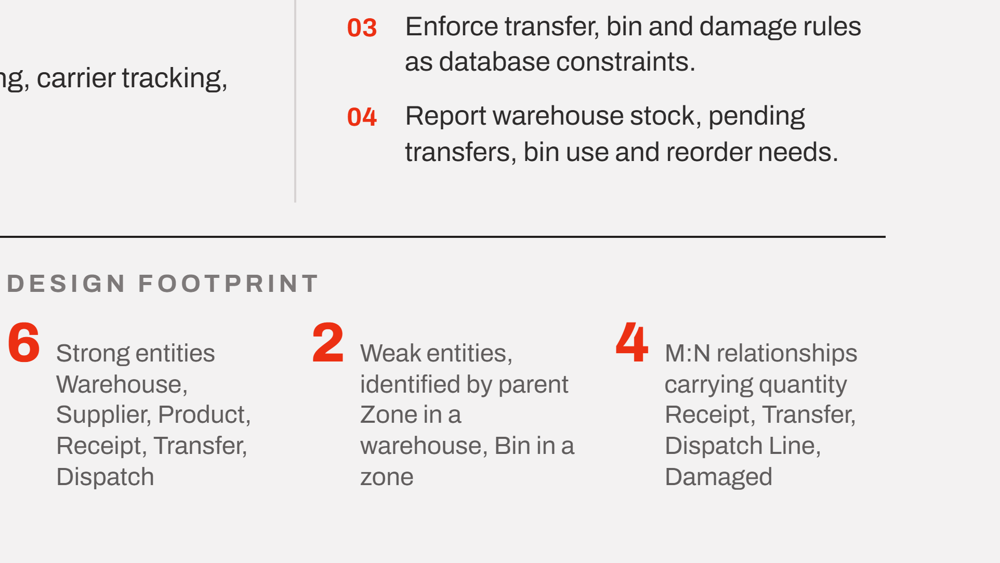 03 Enforce transfer, bin and damage rules
as database constraints.
carrier tracking,
04 Report warehouse stock, pending
transfers, bin use and reorder needs.
DESIGN FOOTPRINT
6 Strong entities
Warehouse,
Supplier, Product,
Receipt, Transfer,
Dispatch
2 Weak entities,
identified by parent
Zone in a
warehouse, Bin in a
zone
4 M:N relationships
carrying quantity
Receipt, Transfer,
Dispatch Line,
Damaged